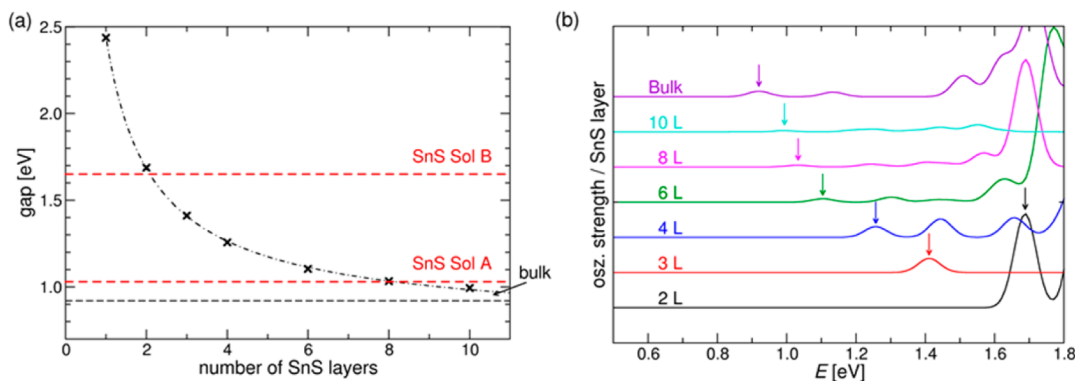 (a)
2.5
2.0
1.5
1.0
gap [eV]
SnS Sol B
SnS Sol A
bulk
0 2 4 6 8 10
number of SnS layers
(b)
osz. strength / SnS layer
Bulk
10 L
8 L
6 L
4 L
3 L
2 L
0.6 0.8 1.0 1.2 1.4 1.6 1.8
E [eV]